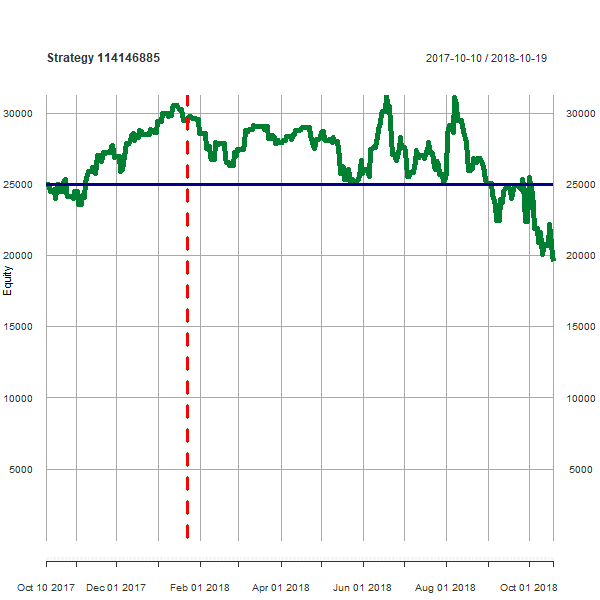 Strategy 114146885
2017-10-10 / 2018-10-19
30000
30000
25000
25000
20000
20000
Equity
15000
15000
10000
10000
5000
5000
Oct 10 2017
Dec 01 2017
Feb 01 2018
Apr 01 2018
Jun 01 2018
Aug 01 2018
Oct 01 2018